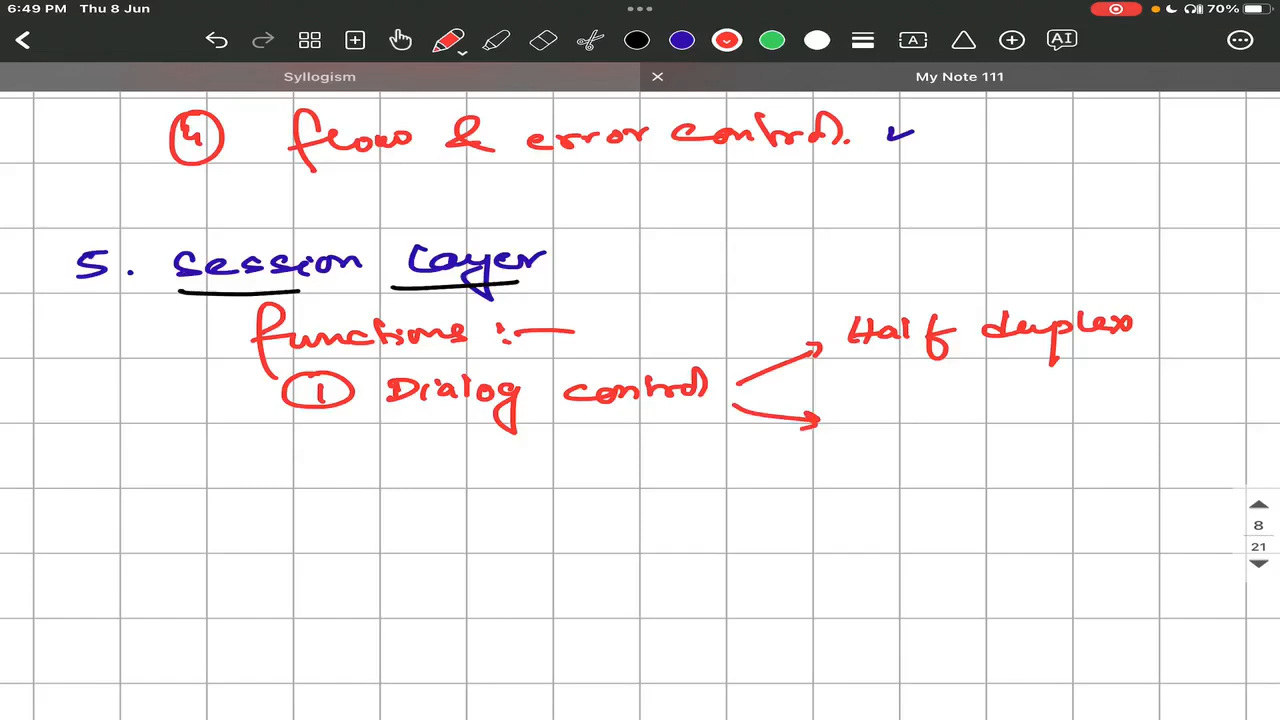 6:49 PM Thu 8 Jun
70%
A
AI
Syllogism
My Note 111
4 flow & error control.
5. Session Layer
functions :—
Half duplex
1 Dialog control
8
21